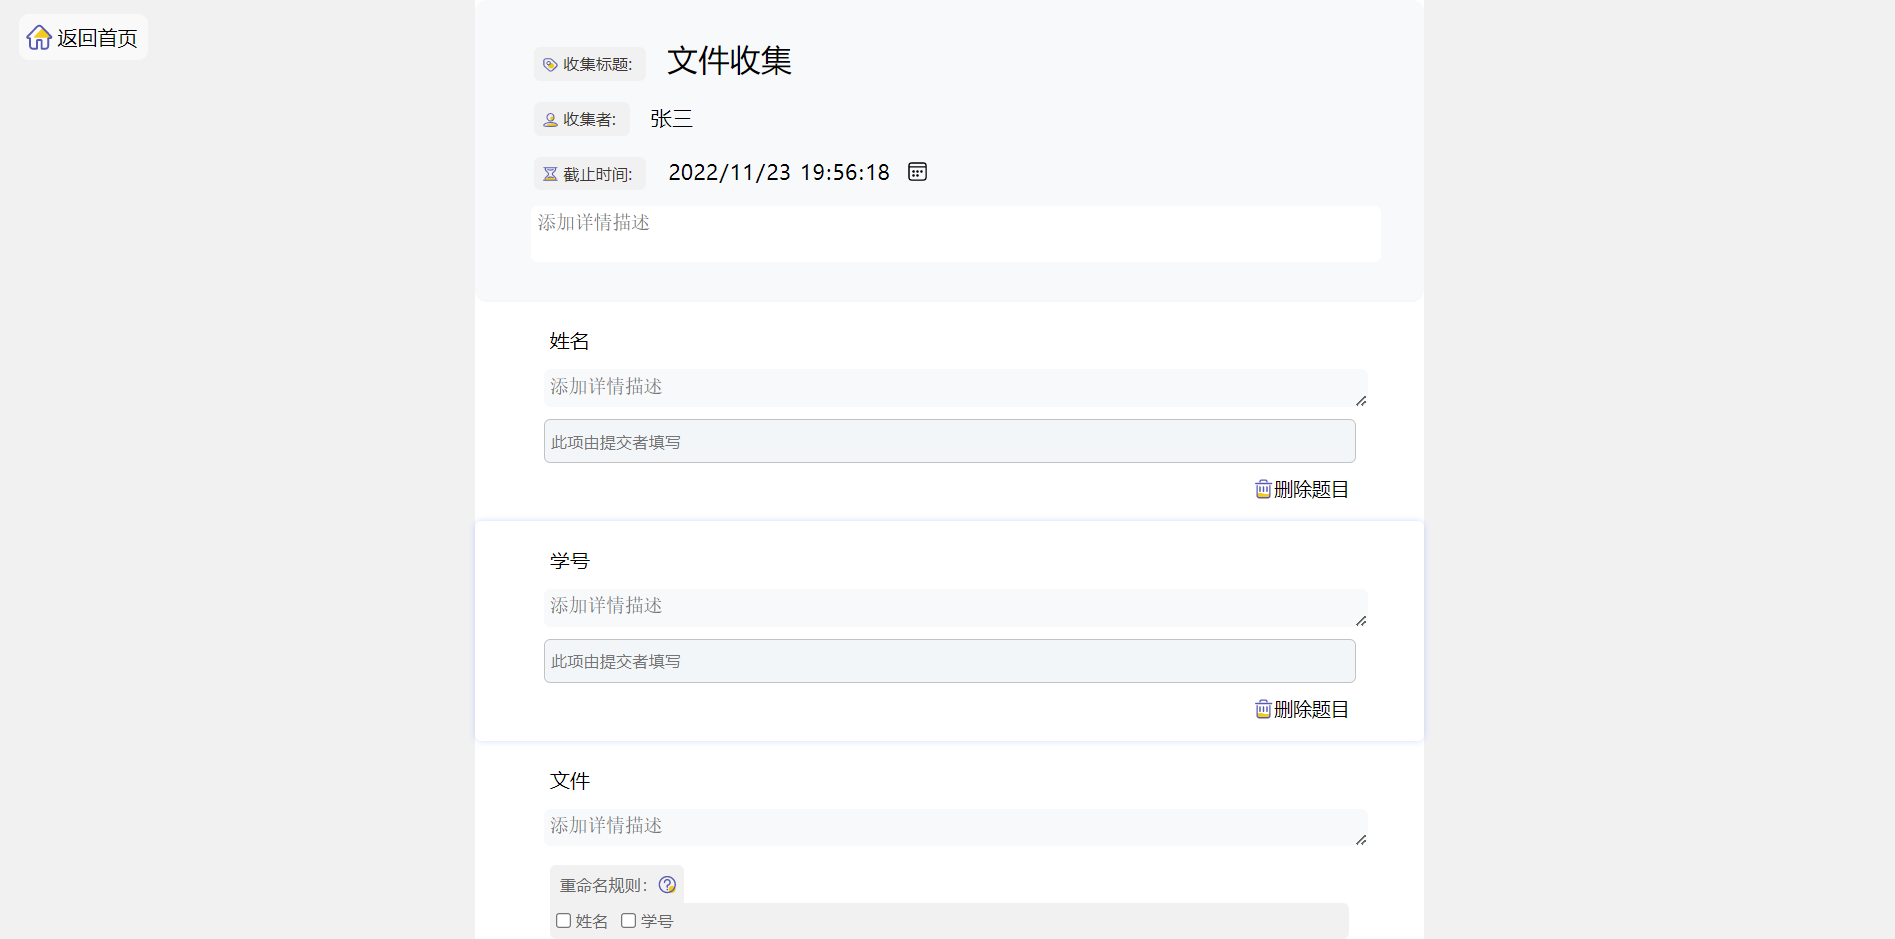 返回首页
收集标题: 文件收集
收集者: 张三
截止时间: 2022/11/23 19:56:18
添加详情描述
姓名
添加详情描述
此项由提交者填写
删除题目
学号
添加详情描述
此项由提交者填写
删除题目
文件
添加详情描述
重命名规则：
姓名 学号